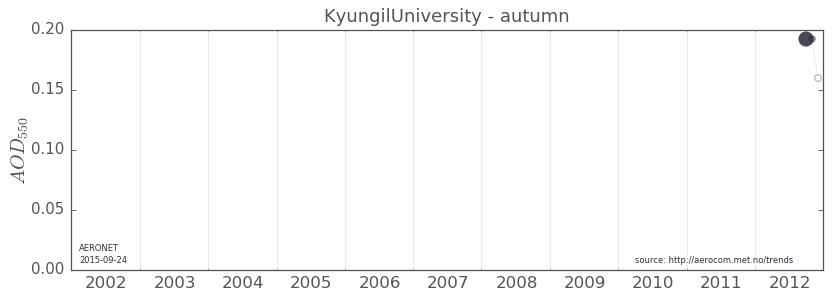 KyungilUniversity - autumn
0.20
0.15
0.10
0.05
0.00
AOD550
AERONET
2015-09-24
source: http://aerocom.met.no/trends
2002 2003 2004 2005 2006 2007 2008 2009 2010 2011 2012